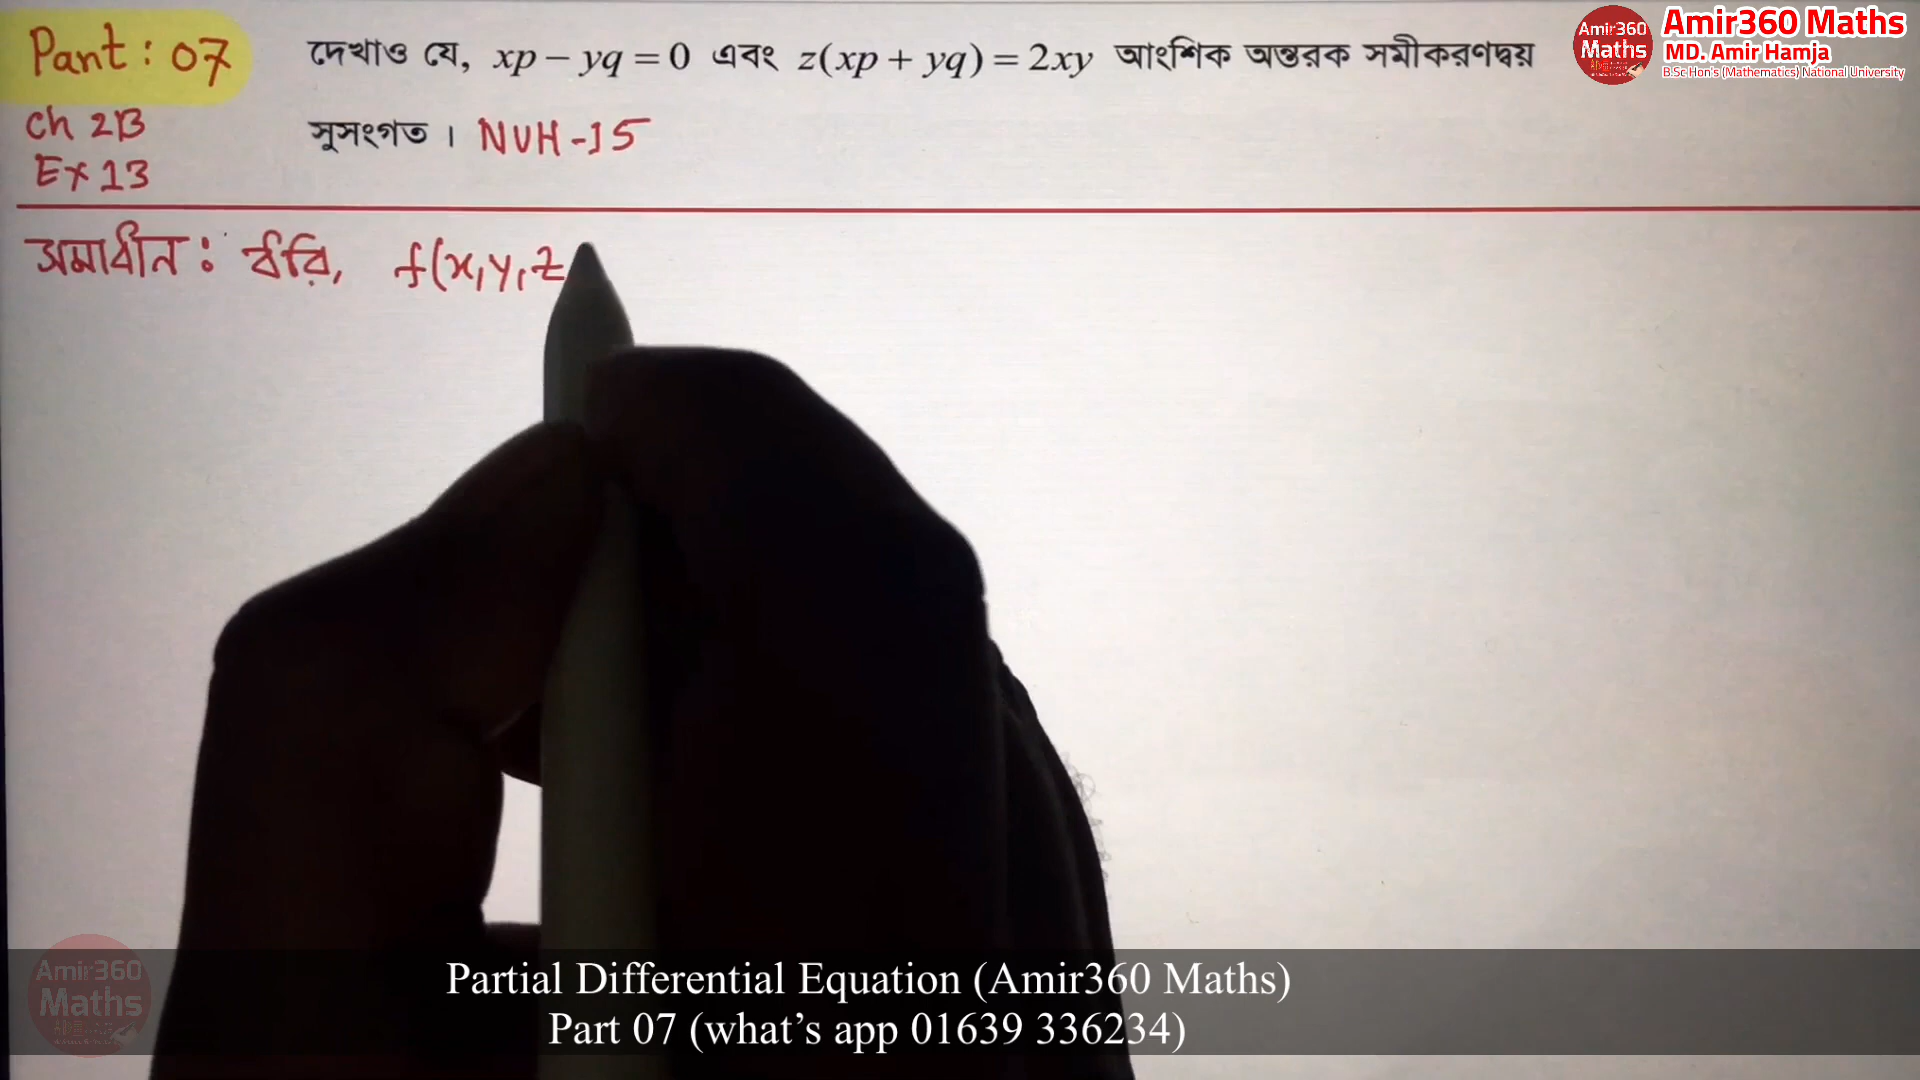 Part : 07
দেখাও যে, xp − yq = 0 এবং z(xp + yq) = 2xy আংশিক অন্তরক সমীকরণদ্বয়
সুসংগত । NUH -15
Ch 2B
Ex 13
সমাধান : ধরি, f(x, y, z
Amir360 Maths
Amir360 Maths
MD. Amir Hamja
B.Sc Hon's (Mathematics) National University
Amir360 Maths
Partial Differential Equation (Amir360 Maths)
Part 07 (what’s app 01639 336234)